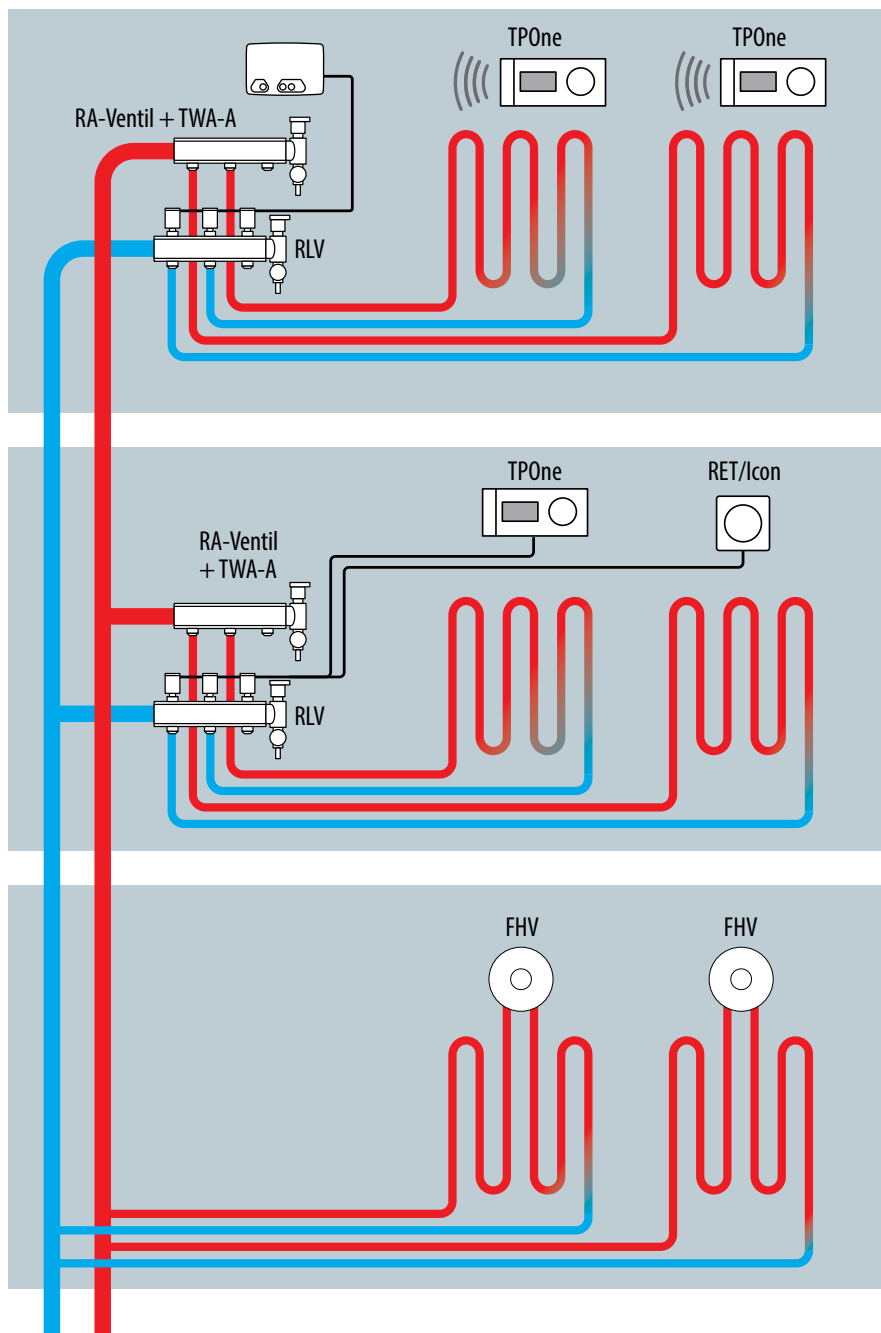 TPOne
TPOne
RA-Ventil + TWA-A
RLV
TPOne
RET/Icon
RA-Ventil
+ TWA-A
RLV
FHV
FHV